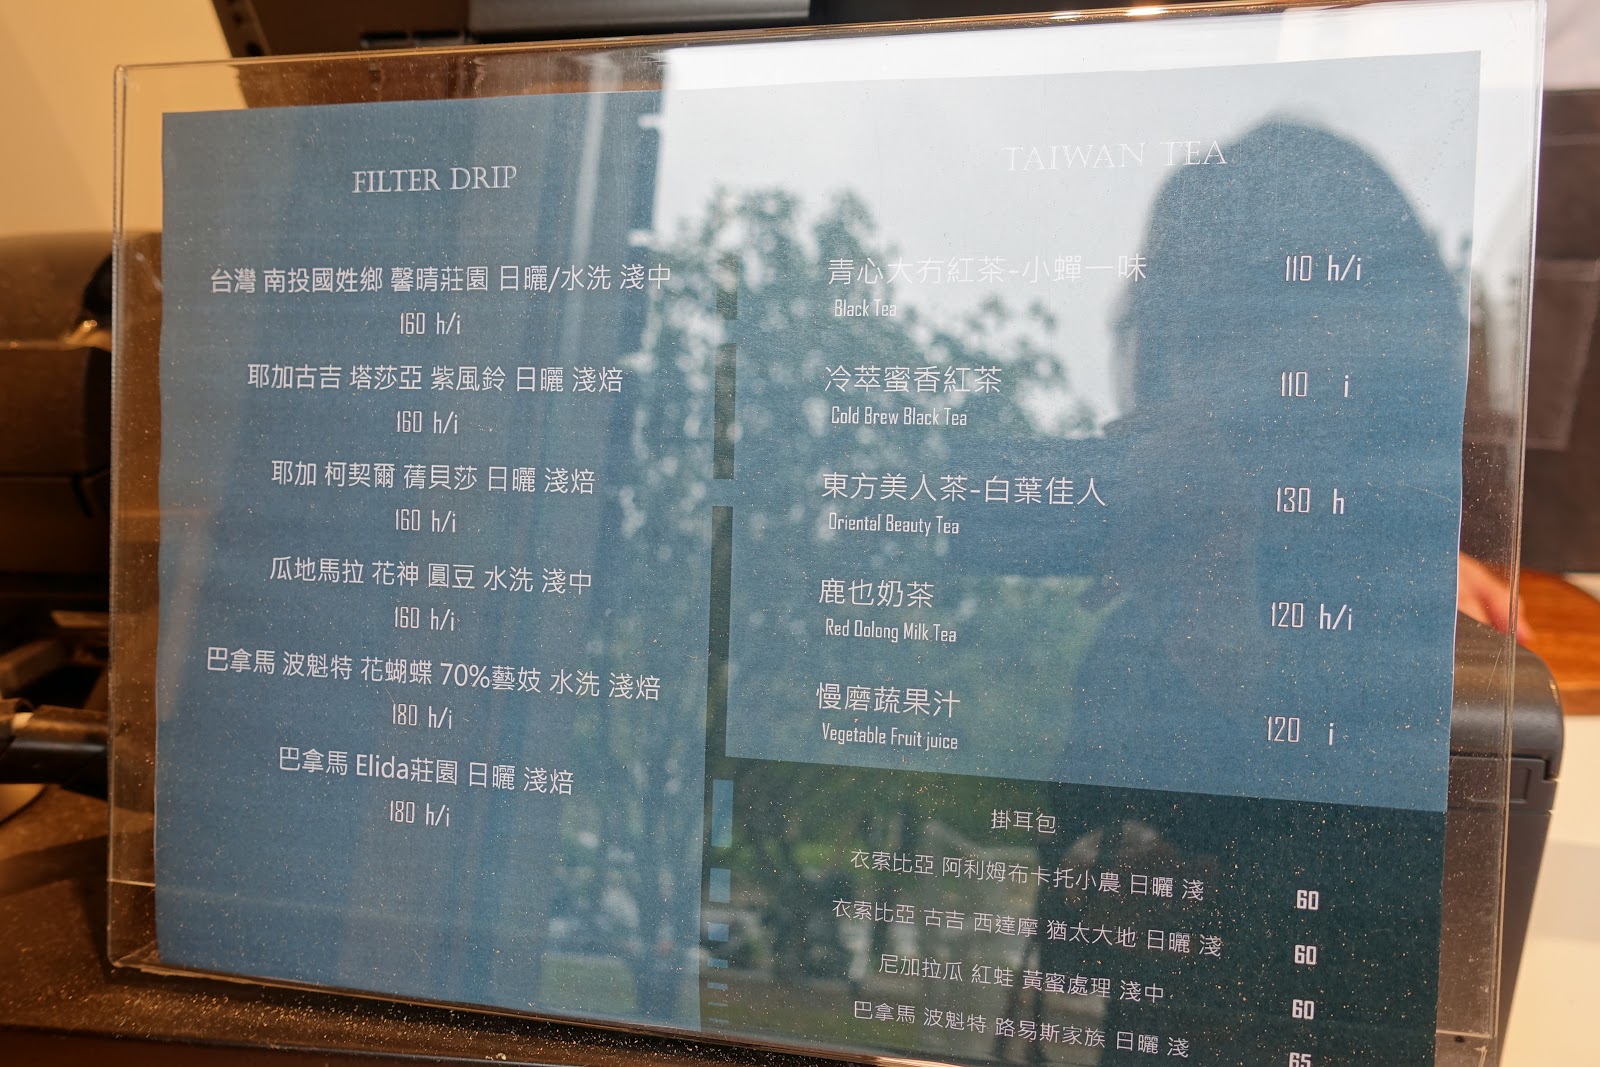 FILTER DRIP
台灣 南投國姓鄉 馨晴莊園 日曬/水洗 淺中
160 h/i
耶加古吉 塔莎亞 紫風鈴 日曬 淺焙
160 h/i
耶加 柯契爾 蒨貝莎 日曬 淺焙
160 h/i
瓜地馬拉 花神 圓豆 水洗 淺中
160 h/i
巴拿馬 波魁特 花蝴蝶 70%藝妓 水洗 淺焙
180 h/i
巴拿馬 Elida莊園 日曬 淺焙
180 h/i
TAIWAN TEA
青心大冇紅茶-小蟬一味 110 h/i
Black Tea
冷萃蜜香紅茶 110 i
Cold Brew Black Tea
東方美人茶-白葉佳人 130 h
Oriental Beauty Tea
鹿也奶茶 120 h/i
Red Oolong Milk Tea
慢磨蔬果汁 120 i
Vegetable Fruit juice
掛耳包
衣索比亞 阿利姆布卡托小農 日曬 淺 60
衣索比亞 古吉 西達摩 猶太大地 日曬 淺 60
尼加拉瓜 紅蛙 黃蜜處理 淺中 60
巴拿馬 波魁特 路易斯家族 日曬 淺 65